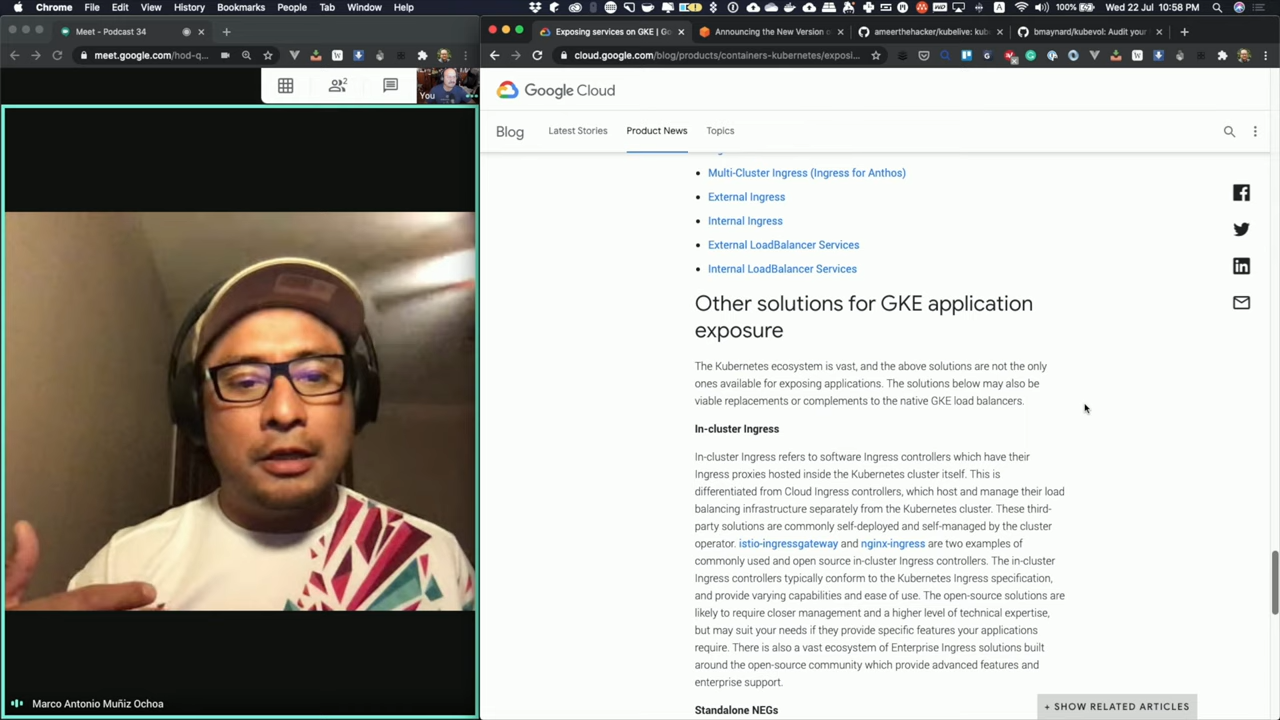 Chrome File Edit View History Bookmarks People Tab Window Help
100% Wed Apr 22 10:58 PM
Meet - Podcast 34
meet.google.com/hod-q...
2
You
Marco Antonio Muñiz Ochoa
Exposing services on GKE | Go
Announcing the New Version o
ameerthehacker/kubelive: kube
bmaynard/kubevol: Audit your
cloud.google.com/blog/products/containers-kubernetes/exposi...
Google Cloud
Blog Latest Stories Product News Topics
Multi-Cluster Ingress (Ingress for Anthos)
External Ingress
Internal Ingress
External LoadBalancer Services
Internal LoadBalancer Services
Other solutions for GKE application
exposure
The Kubernetes ecosystem is vast, and the above solutions are not the only
ones available for exposing applications. The solutions below may also be
viable replacements or complements to the native GKE load balancers.
In-cluster Ingress
In-cluster Ingress refers to software Ingress controllers which have their
Ingress proxies hosted inside the Kubernetes cluster itself. This is
differentiated from Cloud Ingress controllers, which host and manage their load
balancing infrastructure separately from the Kubernetes cluster. These third-
party solutions are commonly self-deployed and self-managed by the cluster
operator. istio-ingressgateway and nginx-ingress are two examples of
commonly used and open source in-cluster Ingress controllers. The in-cluster
Ingress controllers typically conform to the Kubernetes Ingress specification,
and provide varying capabilities and ease of use. The open-source solutions are
likely to require closer management and a higher level of technical expertise,
but may suit your needs if they provide specific features your applications
require. There is also a vast ecosystem of Enterprise Ingress solutions built
around the open-source community which provide advanced features and
enterprise support.
Standalone NEGs
+ SHOW RELATED ARTICLES